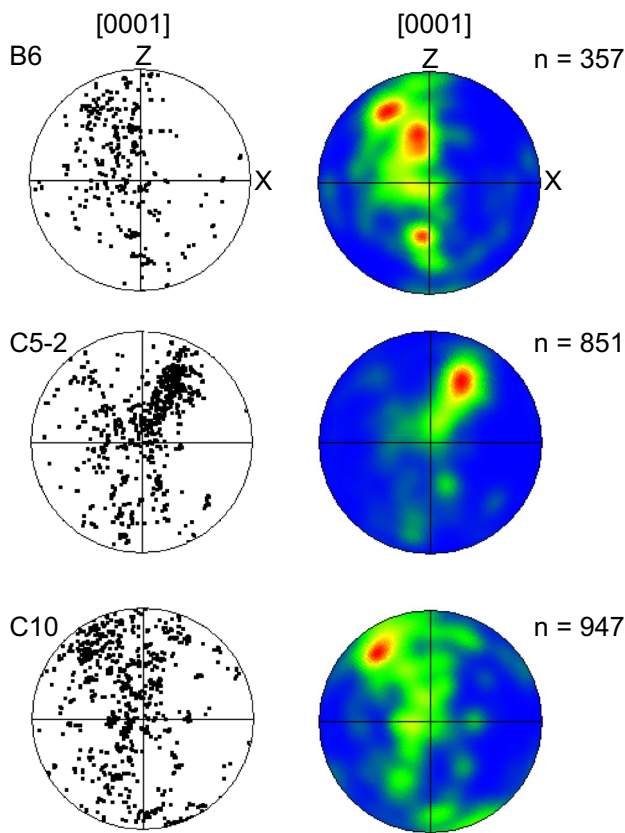 [0001] [0001]
B6 Z Z n = 357
X X
C5-2 n = 851
C10 n = 947